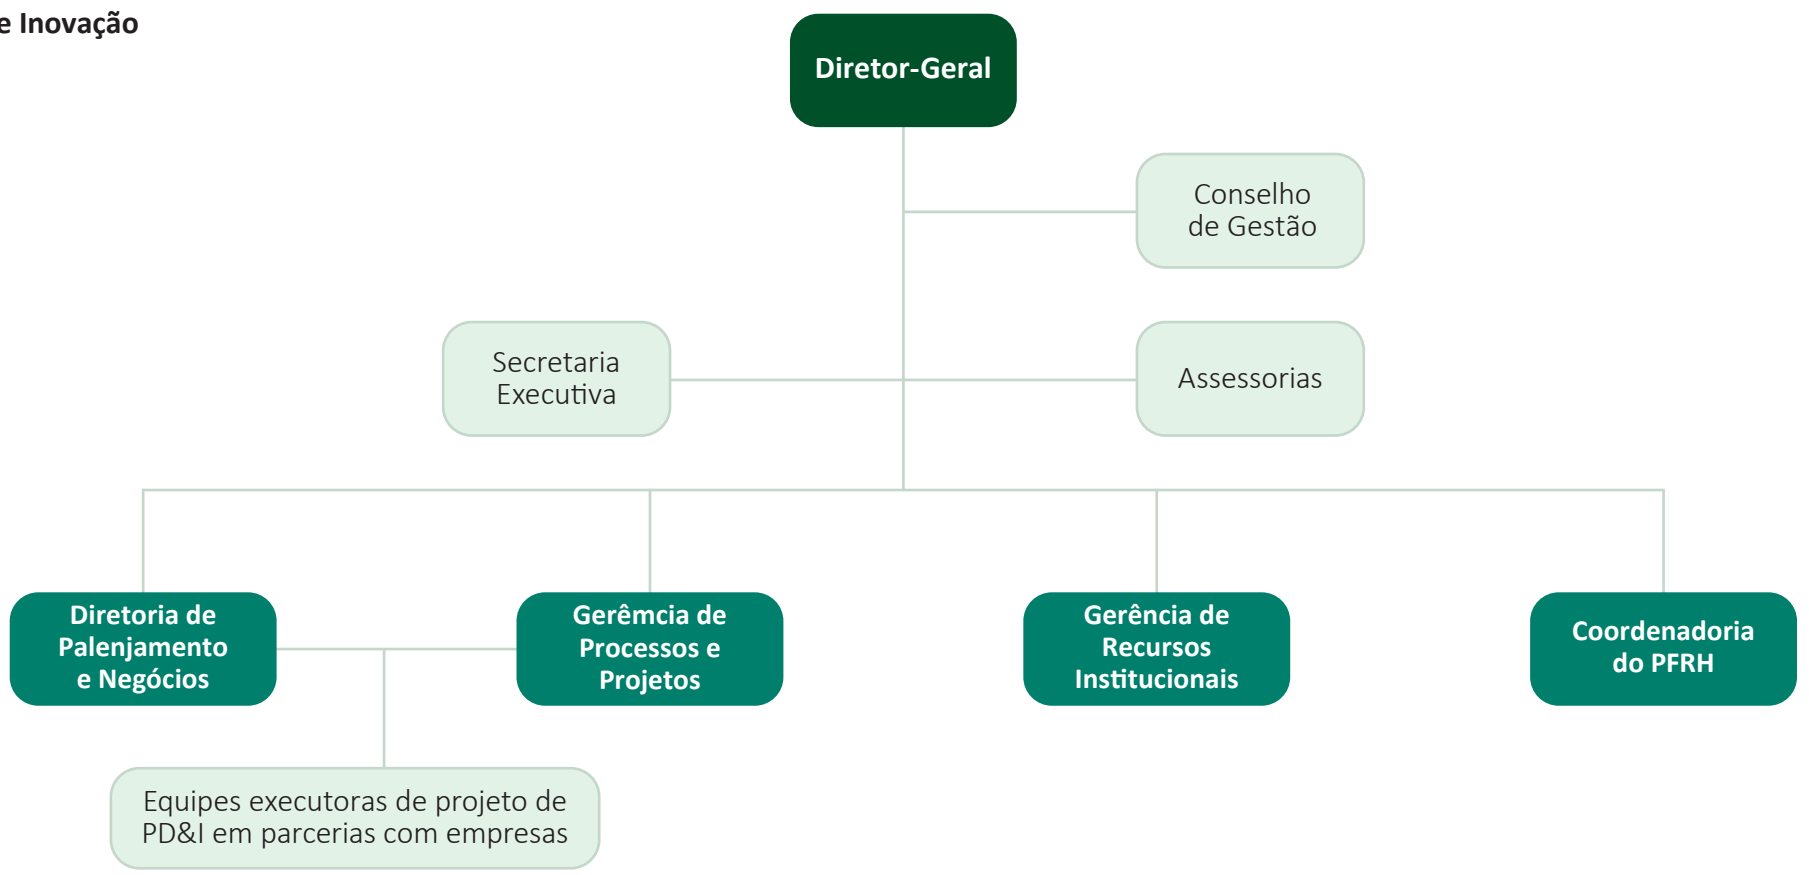 e Inovação
Diretor-Geral
Conselho
de Gestão
Secretaria
Executiva
Assessorias
Diretoria de
Palenjamento
e Negócios
Gerêmcia de
Processos e
Projetos
Gerência de
Recursos
Institucionais
Coordenadoria
do PFRH
Equipes executoras de projeto de
PD&I em parcerias com empresas